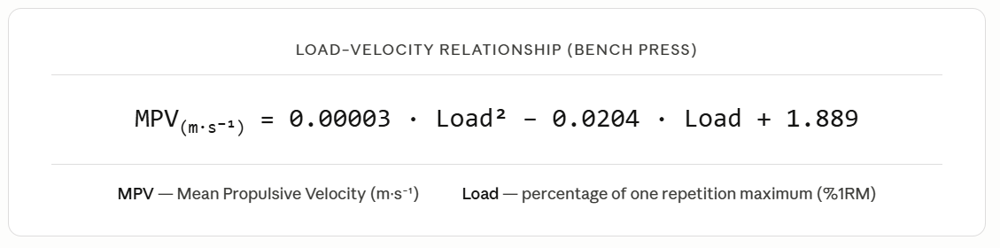 LOAD–VELOCITY RELATIONSHIP (BENCH PRESS)
MPV₍m·s⁻¹₎ = 0.00003 · Load² − 0.0204 · Load + 1.889
MPV — Mean Propulsive Velocity (m·s⁻¹) Load — percentage of one repetition maximum (%1RM)